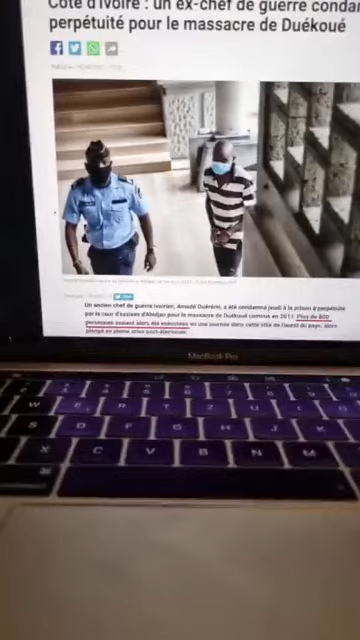 Côte d'Ivoire : un ex-chef de guerre condam
perpétuité pour le massacre de Duékoué
Un ancien chef de guerre ivoirien, Amadé Ouérémi, a été condamné jeudi à la prison à perpétuité
par la cour d'assises d'Abidjan pour le massacre de Duékoué commis en 2011. Plus de 800
personnes avaient alors été exécutées en une journée dans cette ville de l'ouest du pays, alors
plongé en pleine crise post-électorale.
MacBook Pro
W E R T Z U I O
S D F G H J K L
X C V B N M